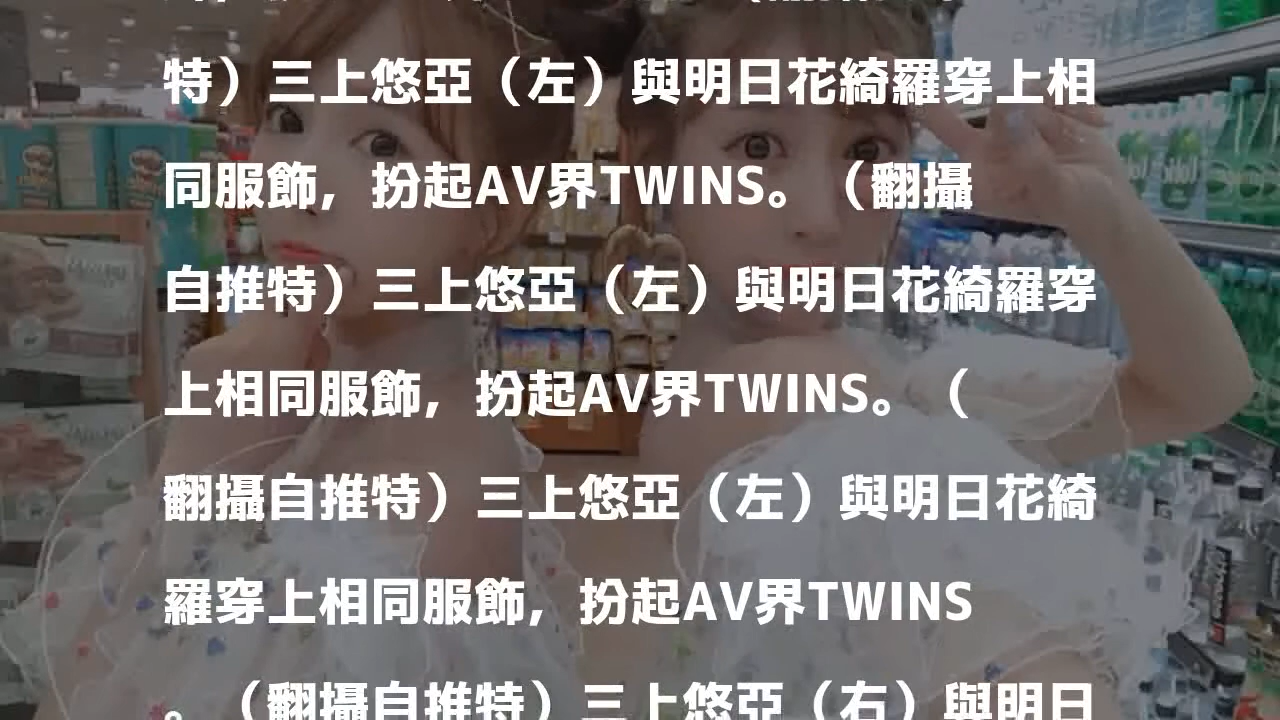 特）三上悠亞（左）與明日花綺羅穿上相
同服飾，扮起AV界TWINS。（翻攝
自推特）三上悠亞（左）與明日花綺羅穿
上相同服飾，扮起AV界TWINS。（
翻攝自推特）三上悠亞（左）與明日花綺
羅穿上相同服飾，扮起AV界TWINS
。（翻攝自推特）三上悠亞（右）與明日